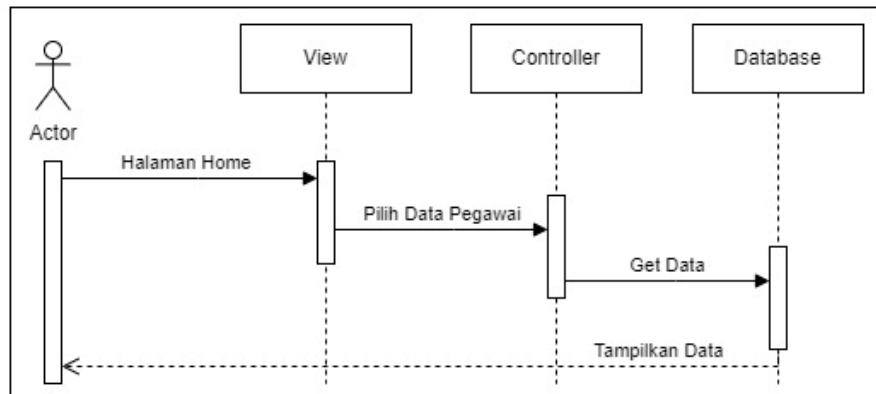 View
Controller
Database
Actor
Halaman Home
Pilih Data Pegawai
Get Data
Tampilkan Data